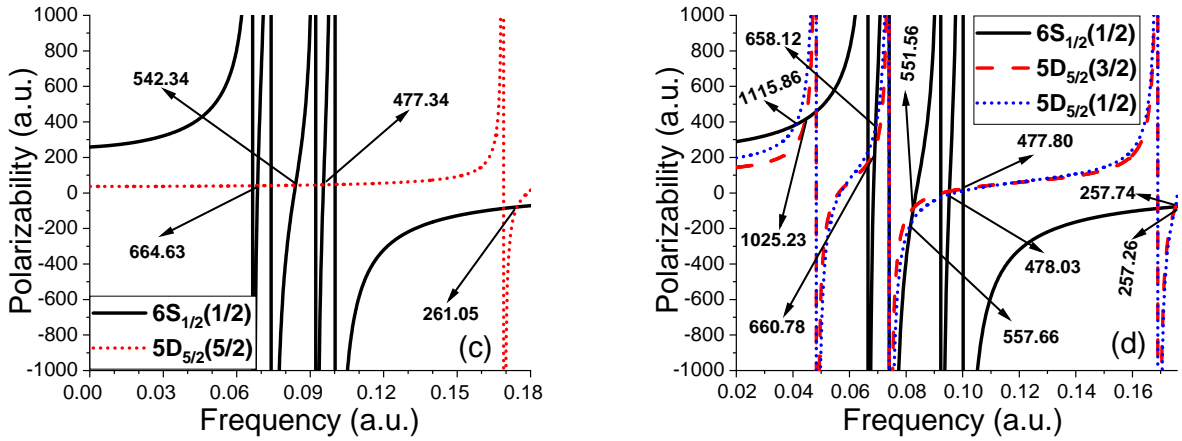 1000
800
600
400
200
0
-200
-400
-600
-800
-1000
Polarizability (a.u.)
542.34
477.34
664.63
261.05
6S1/2(1/2)
5D5/2(5/2)
(c)
0.00 0.03 0.06 0.09 0.12 0.15 0.18
Frequency (a.u.)
1000
800
600
400
200
0
-200
-400
-600
-800
-1000
Polarizability (a.u.)
658.12
1115.86
551.56
6S1/2(1/2)
5D5/2(3/2)
5D5/2(1/2)
477.80
257.74
1025.23
478.03
257.26
660.78
557.66
(d)
0.02 0.04 0.06 0.08 0.10 0.12 0.14 0.16
Frequency (a.u.)